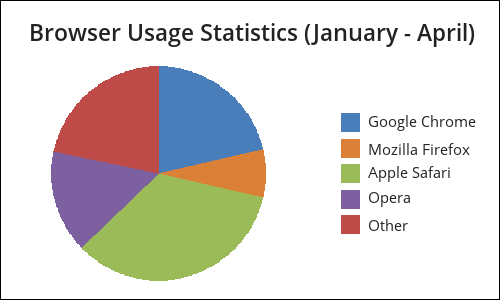 Browser Usage Statistics (January - April)
Google Chrome
Mozilla Firefox
Apple Safari
Opera
Other